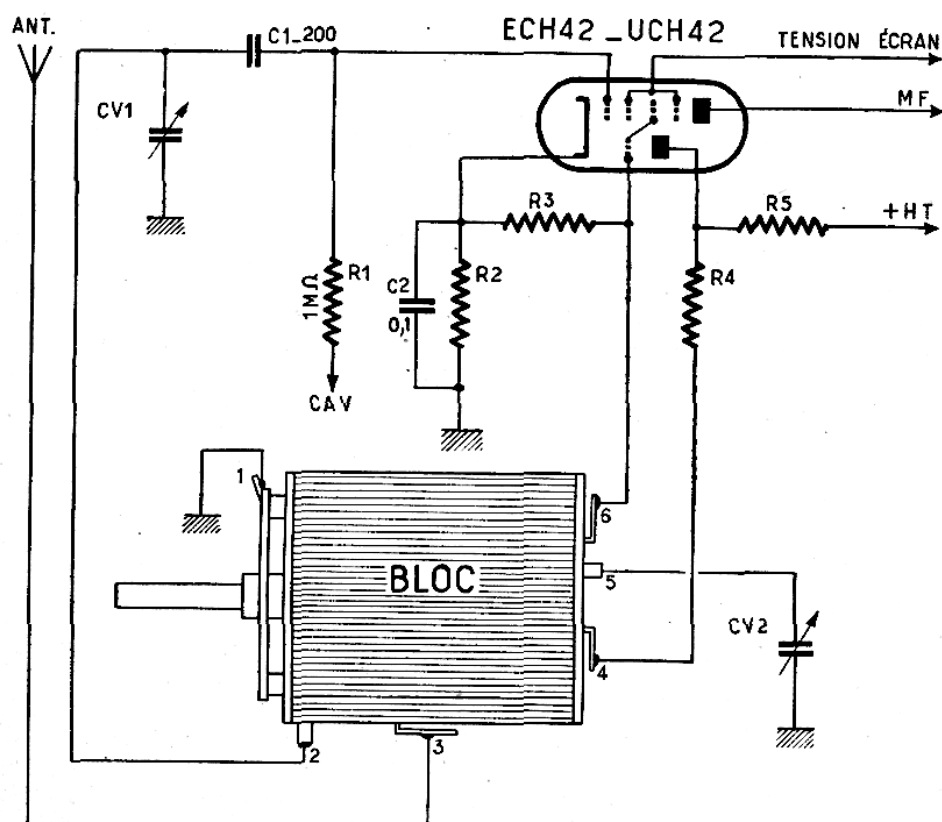 ANT.
C1_200
ECH42_UCH42
TENSION ÉCRAN
CV1
MF
R3
R5
+HT
1MΩ
R1
C2
0,1
R2
R4
CAV
1
6
BLOC
5
CV2
4
2
3